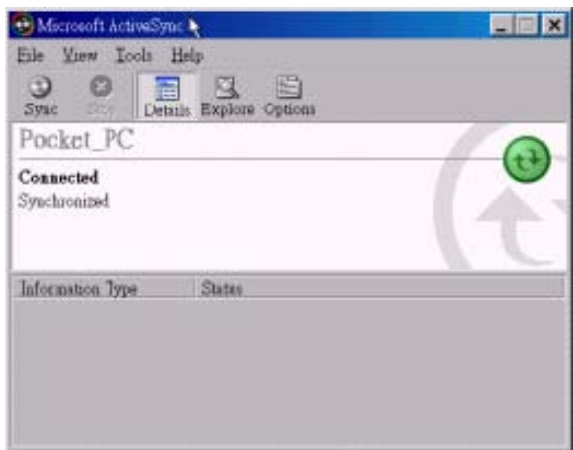 Microsoft ActiveSync
File View Tools Help
Sync Stop Details Explore Options
Pocket_PC
Connected
Synchronized
Information Type Status